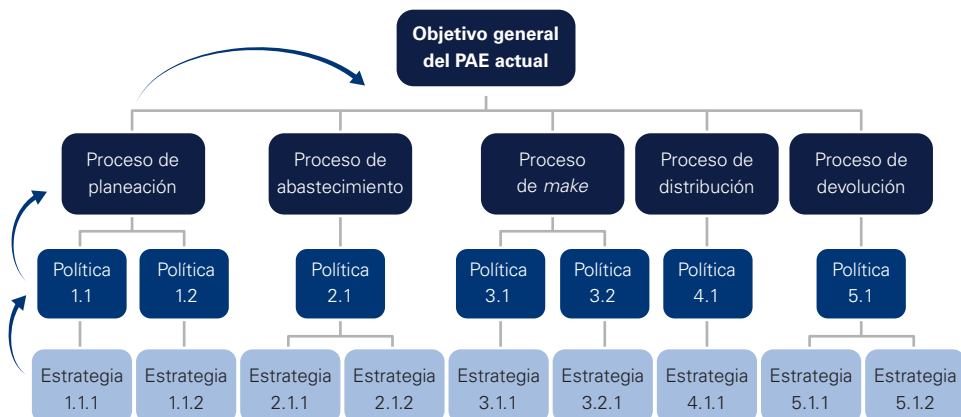 Objetivo general
del PAE actual
Proceso de
planeación
Proceso de
abastecimiento
Proceso
de make
Proceso de
distribución
Proceso de
devolución
Política
1.1
Política
1.2
Política
2.1
Política
3.1
Política
3.2
Política
4.1
Política
5.1
Estrategia
1.1.1
Estrategia
1.1.2
Estrategia
2.1.1
Estrategia
2.1.2
Estrategia
3.1.1
Estrategia
3.2.1
Estrategia
4.1.1
Estrategia
5.1.1
Estrategia
5.1.2